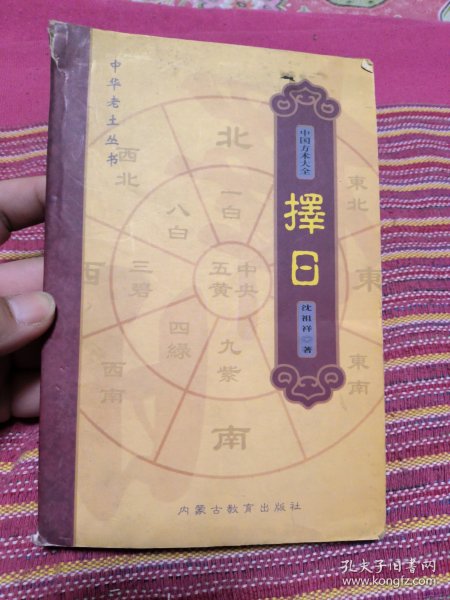 中华老土丛书
中国方术大全
擇日
沈祖祥◎著
北
西北
東北
一白
八白
西
三碧
五黄
中央
東
四綠
九紫
西南
東南
南
内蒙古教育出版社
孔夫子旧书网
www.kongfz.com